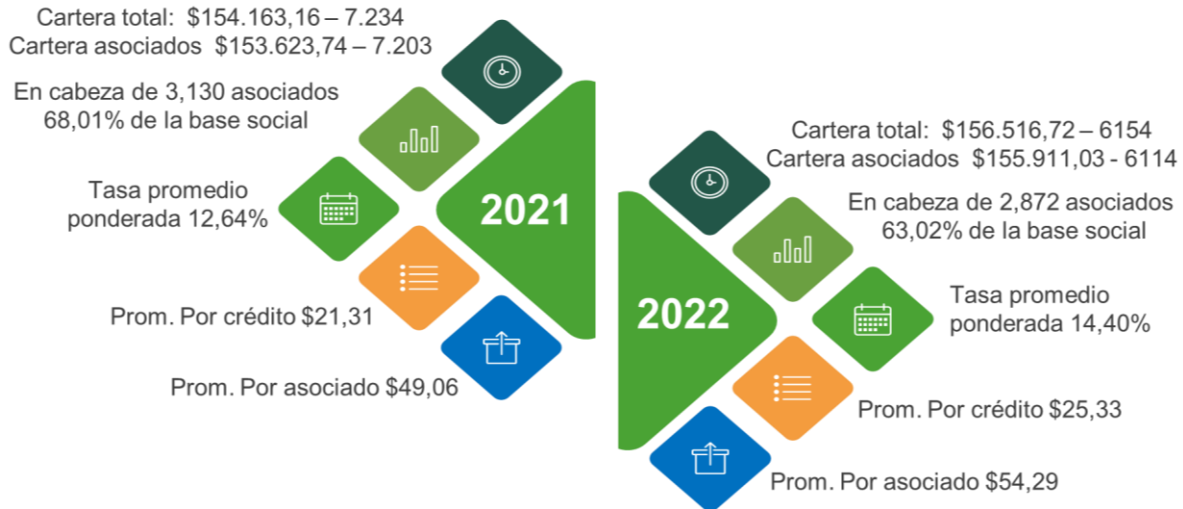 Cartera total: $154.163,16 – 7.234
Cartera asociados $153.623,74 – 7.203
En cabeza de 3,130 asociados
68,01% de la base social
Tasa promedio
ponderada 12,64%
2021
Prom. Por crédito $21,31
Prom. Por asociado $49,06
Cartera total: $156.516,72 – 6154
Cartera asociados $155.911,03 - 6114
En cabeza de 2,872 asociados
63,02% de la base social
2022
Tasa promedio
ponderada 14,40%
Prom. Por crédito $25,33
Prom. Por asociado $54,29